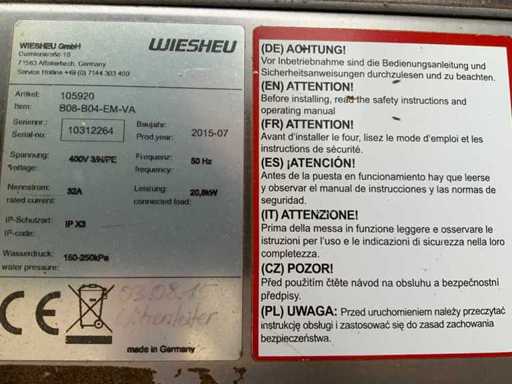 WIESHEU GmbH
Daimlerstraße 10
71563 Affalterbach, Germany
Service Hotline +49 (0) 7144 303 400
WIESHEU
Artikel: 105920
Item: B08-B04-EM-VA
Seriennr.: Baujahr:
Serial-no: 10312264 Prod.year: 2015-07
Spannung: 400V 3/N/PE Frequenz: 50 Hz
Voltage: frequency:
Nennstrom: 32A Leistung: 20,8kW
rated current: connected load:
IP-Schutzart: IP X3
IP-code:
Wasserdruck: 150-250kPa
water pressure:
CE
made in Germany
(DE) ACHTUNG!
Vor Inbetriebnahme sind die Bedienungsanleitung und
Sicherheitsanweisungen durchzulesen und zu beachten.
(EN) ATTENTION!
Before installing, read the safety instructions and
operating manual
(FR) ATTENTION!
Avant d'installer le four, lisez le mode d'emploi et les
instructions de sécurité.
(ES) ¡ATENCIÓN!
Antes de la puesta en funcionamiento hay que leerse
y observar el manual de instrucciones y las normas de
seguridad.
(IT) ATTENZIONE!
Prima della messa in funzione leggere e osservare le
istruzioni per l'uso e le indicazioni di sicurezza nella loro
completezza.
(CZ) POZOR!
Před použitím čtěte návod na obsluhu a bezpečnostní
předpisy.
(PL) UWAGA: Przed uruchomieniem należy przeczytać
instrukcję obsługi i zastosować się do zasad zachowania
bezpieczeństwa.